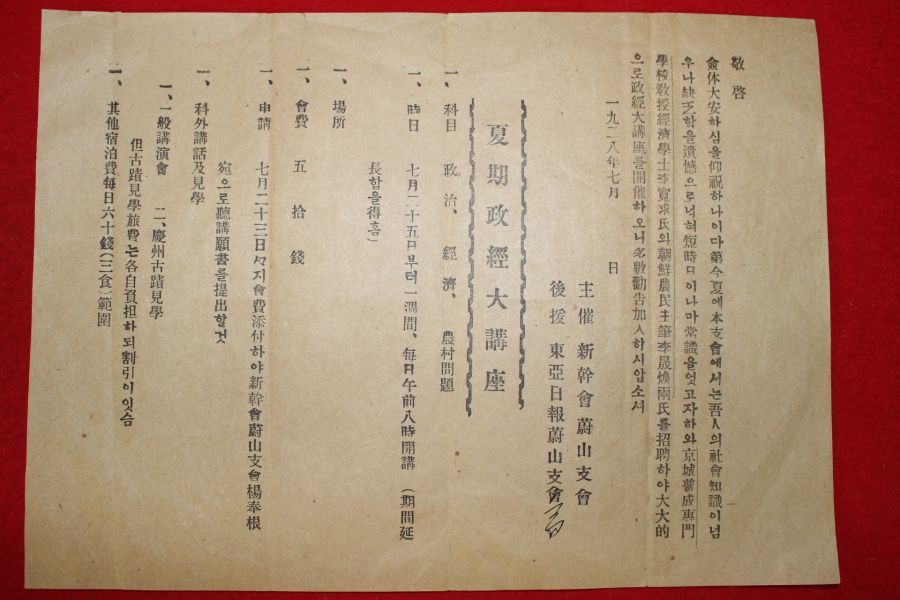 敬啓
僉体大安하심을仰祝하나이다第今夏에本支會에서는吾人의社會知識이넘
우나缺乏함을遺憾으로녁혀短時日이나마常識을엇고자하와京城普成專門
學校敎授經濟學士李寬求氏와朝鮮農民主筆李晟煥兩氏를招聘하야大大的
으로政經大講座를開催하오니多數勸告加入하시압소서
一九二八年七月 日
主催 新幹會蔚山支會
後援 東亞日報蔚山支會
夏期政經大講座
一、科目 政治、經濟、農村問題
一、時日 七月二十五日부터一週間、每日午前八時開講 (期間延
長함을得홈)
一、場所
一、會費 五拾錢
一、申請 七月二十三日ᄭᅡ지會費添付하야新幹會蔚山支會楊奉根
宛으로聽講願書를提出할것
一、科外講話及見學
一、一般講演會 二、慶州古蹟見學
但古蹟見學旅費는各自負担하되割引이잇슴
一、其他宿泊費每日六十錢(三食)範圍